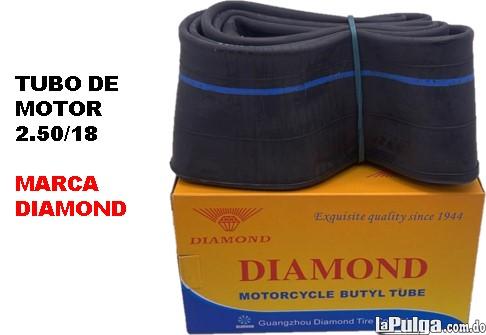 TUBO DE
MOTOR
2.50/18
MARCA
DIAMOND
Exquisite quality since 1944
DIAMOND
DIAMOND
MOTORCYCLE BUTYL TUBE
DIAMOND
Guangzhou Diamond Tire
laPulga.com.do